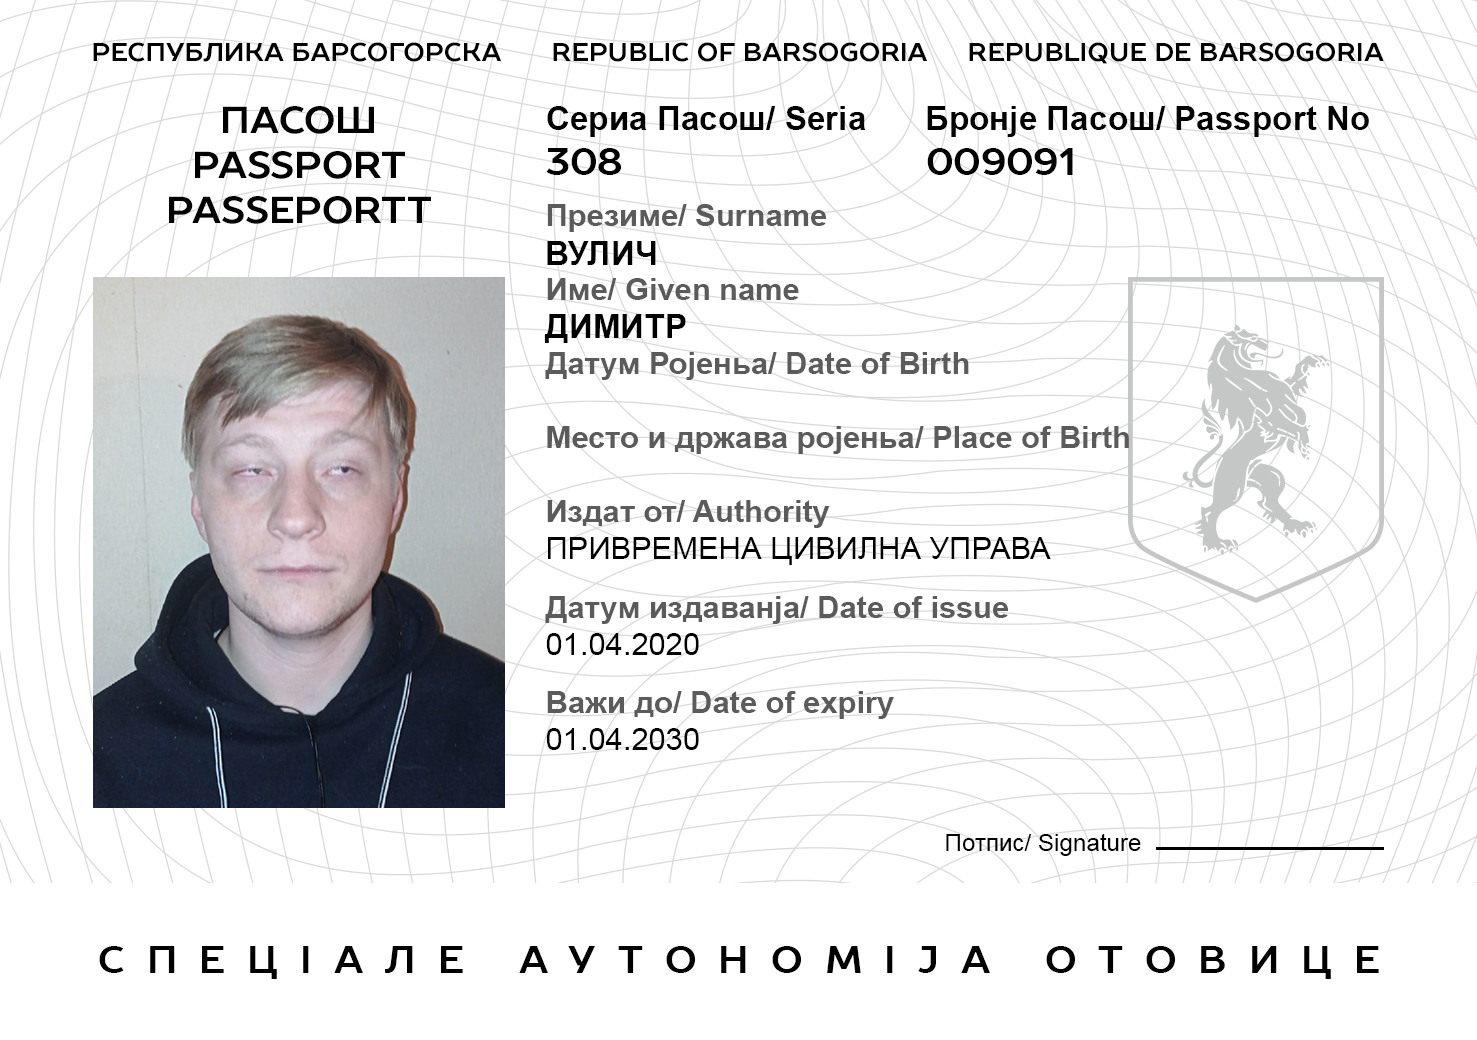 РЕСПУБЛИКА БАРСОГОРСКА REPUBLIC OF BARSOGORIA REPUBLIQUE DE BARSOGORIA
ПАСОШ
PASSPORT
PASSEPORTT
Сериа Пасош/ Seria Бронје Пасош/ Passport No
308 009091
Презиме/ Surname
ВУЛИЧ
Име/ Given name
ДИМИТР
ДатумРојења/ Date of Birth
Место и држава ројења/ Place of Birth
Издат от/ Authority
ПРИВРЕМЕНА ЦИВИЛНА УПРАВА
Датум издаванја/ Date of issue
01.04.2020
Важи до/ Date of expiry
01.04.2030
Потпис/ Signature
СПЕЦІАЛЕ АУТОНОМІЈА ОТОВИЦЕ